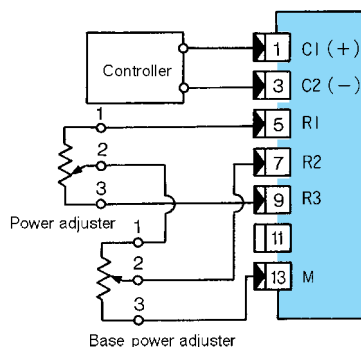 Controller
1 C1 (+)
3 C2 (−)
5 R1
7 R2
9 R3
11
13 M
1
2
3
Power adjuster
1
2
3
Base power adjuster